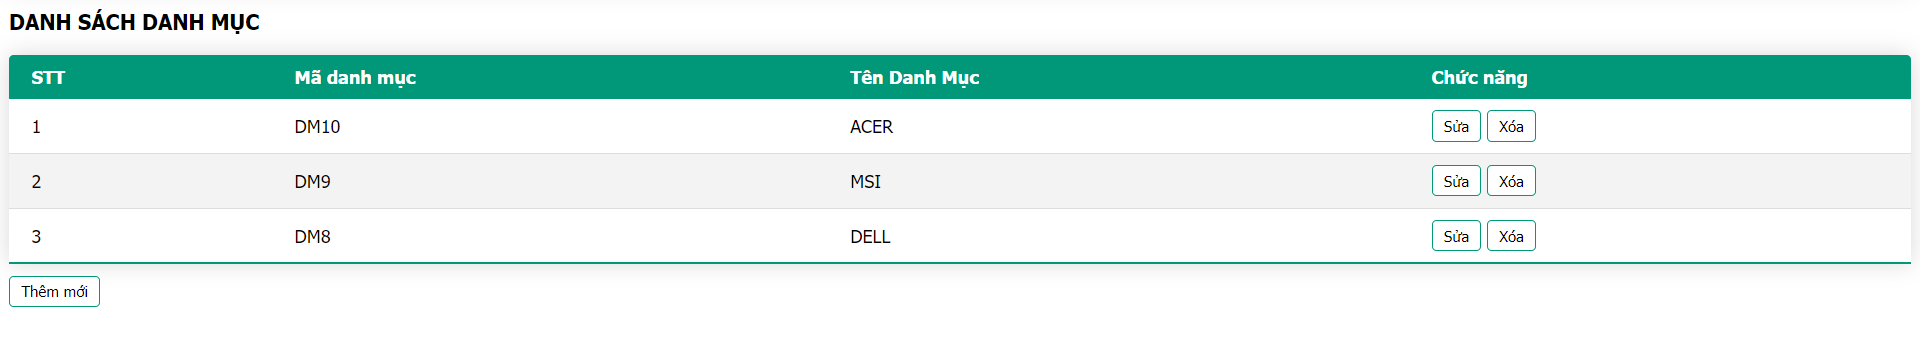 DANH SÁCH DANH MỤC
STT Mã danh mục Tên Danh Mục Chức năng
1 DM10 ACER Sửa Xóa
2 DM9 MSI Sửa Xóa
3 DM8 DELL Sửa Xóa
Thêm mới